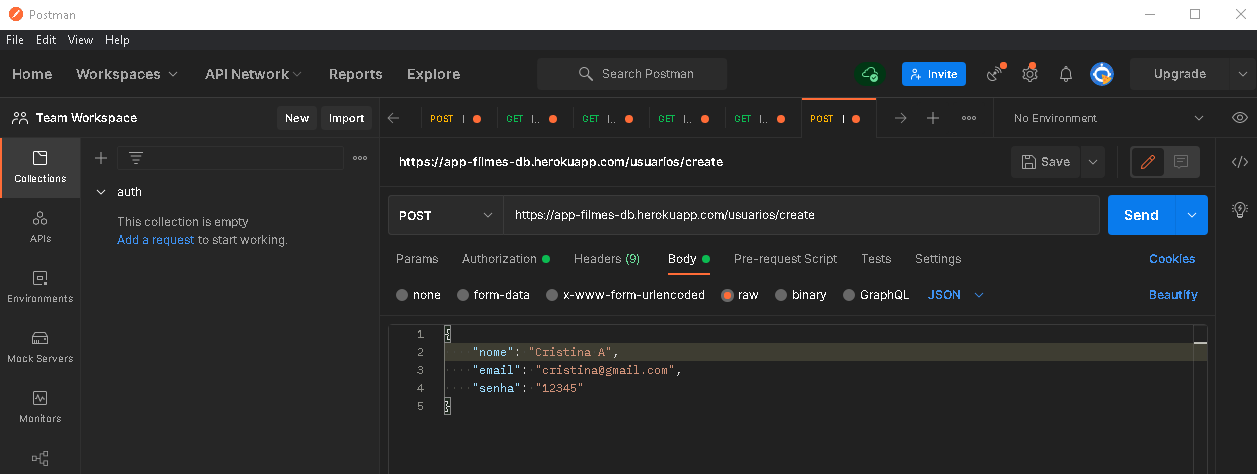 Postman
File Edit View Help
Home Workspaces API Network Reports Explore Search Postman Invite Upgrade
Team Workspace New Import POST GET GET GET GET POST No Environment
https://app-filmes-db.herokuapp.com/usuarios/create Save
Collections
auth
This collection is empty
Add a request to start working.
APIs
Environments
Mock Servers
Monitors
POST https://app-filmes-db.herokuapp.com/usuarios/create Send
Params Authorization Headers (9) Body Pre-request Script Tests Settings Cookies
none form-data x-www-form-urlencoded raw binary GraphQL JSON Beautify
1 {
2 "nome": "Cristina A",
3 "email": "cristina@gmail.com",
4 "senha": "12345"
5 }